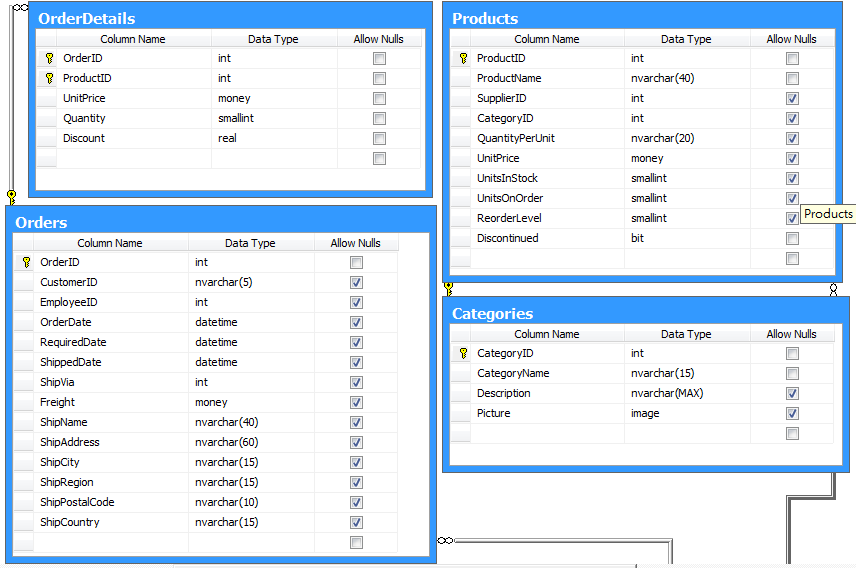 OrderDetails
Column Name Data Type Allow Nulls
OrderID int
ProductID int
UnitPrice money
Quantity smallint
Discount real
Products
Column Name Data Type Allow Nulls
ProductID int
ProductName nvarchar(40)
SupplierID int
CategoryID int
QuantityPerUnit nvarchar(20)
UnitPrice money
UnitsInStock smallint
UnitsOnOrder smallint
ReorderLevel smallint
Discontinued bit
Products
Orders
Column Name Data Type Allow Nulls
OrderID int
CustomerID nvarchar(5)
EmployeeID int
OrderDate datetime
RequiredDate datetime
ShippedDate datetime
ShipVia int
Freight money
ShipName nvarchar(40)
ShipAddress nvarchar(60)
ShipCity nvarchar(15)
ShipRegion nvarchar(15)
ShipPostalCode nvarchar(10)
ShipCountry nvarchar(15)
Categories
Column Name Data Type Allow Nulls
CategoryID int
CategoryName nvarchar(15)
Description nvarchar(MAX)
Picture image